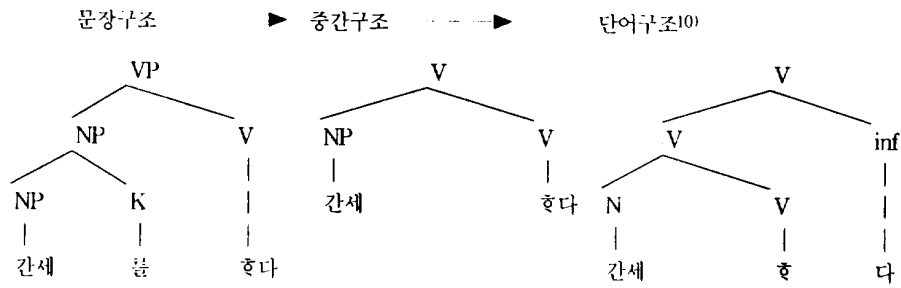 문장구조 ► 중간구조 ► 단어구조10)
VP V V
NP V NP V V inf
NP K 간세 ᄒᆞ다 N V
간세 를 ᄒᆞ다 간세 ᄒᆞ 다